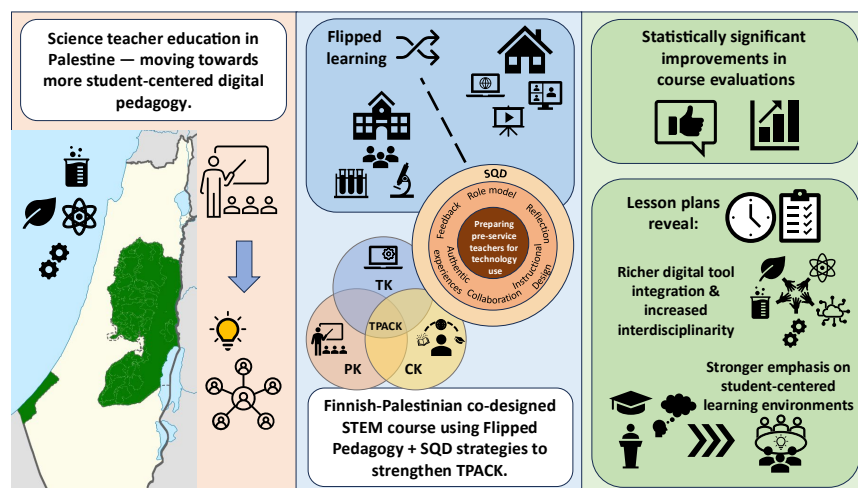 Science teacher education in
Palestine — moving towards
more student-centered digital
pedagogy.
Flipped
learning
SQD
Role model
Reflection
Instructional
Design
Collaboration
Authentic
experiences
Feedback
Preparing
pre-service
teachers for
technology
use
TK
TPACK
PK
CK
Finnish-Palestinian co-designed
STEM course using Flipped
Pedagogy + SQD strategies to
strengthen TPACK.
Statistically significant
improvements in
course evaluations
Lesson plans
reveal:
Richer digital tool
integration &
increased
interdisciplinarity
Stronger emphasis on
student-centered
learning environments